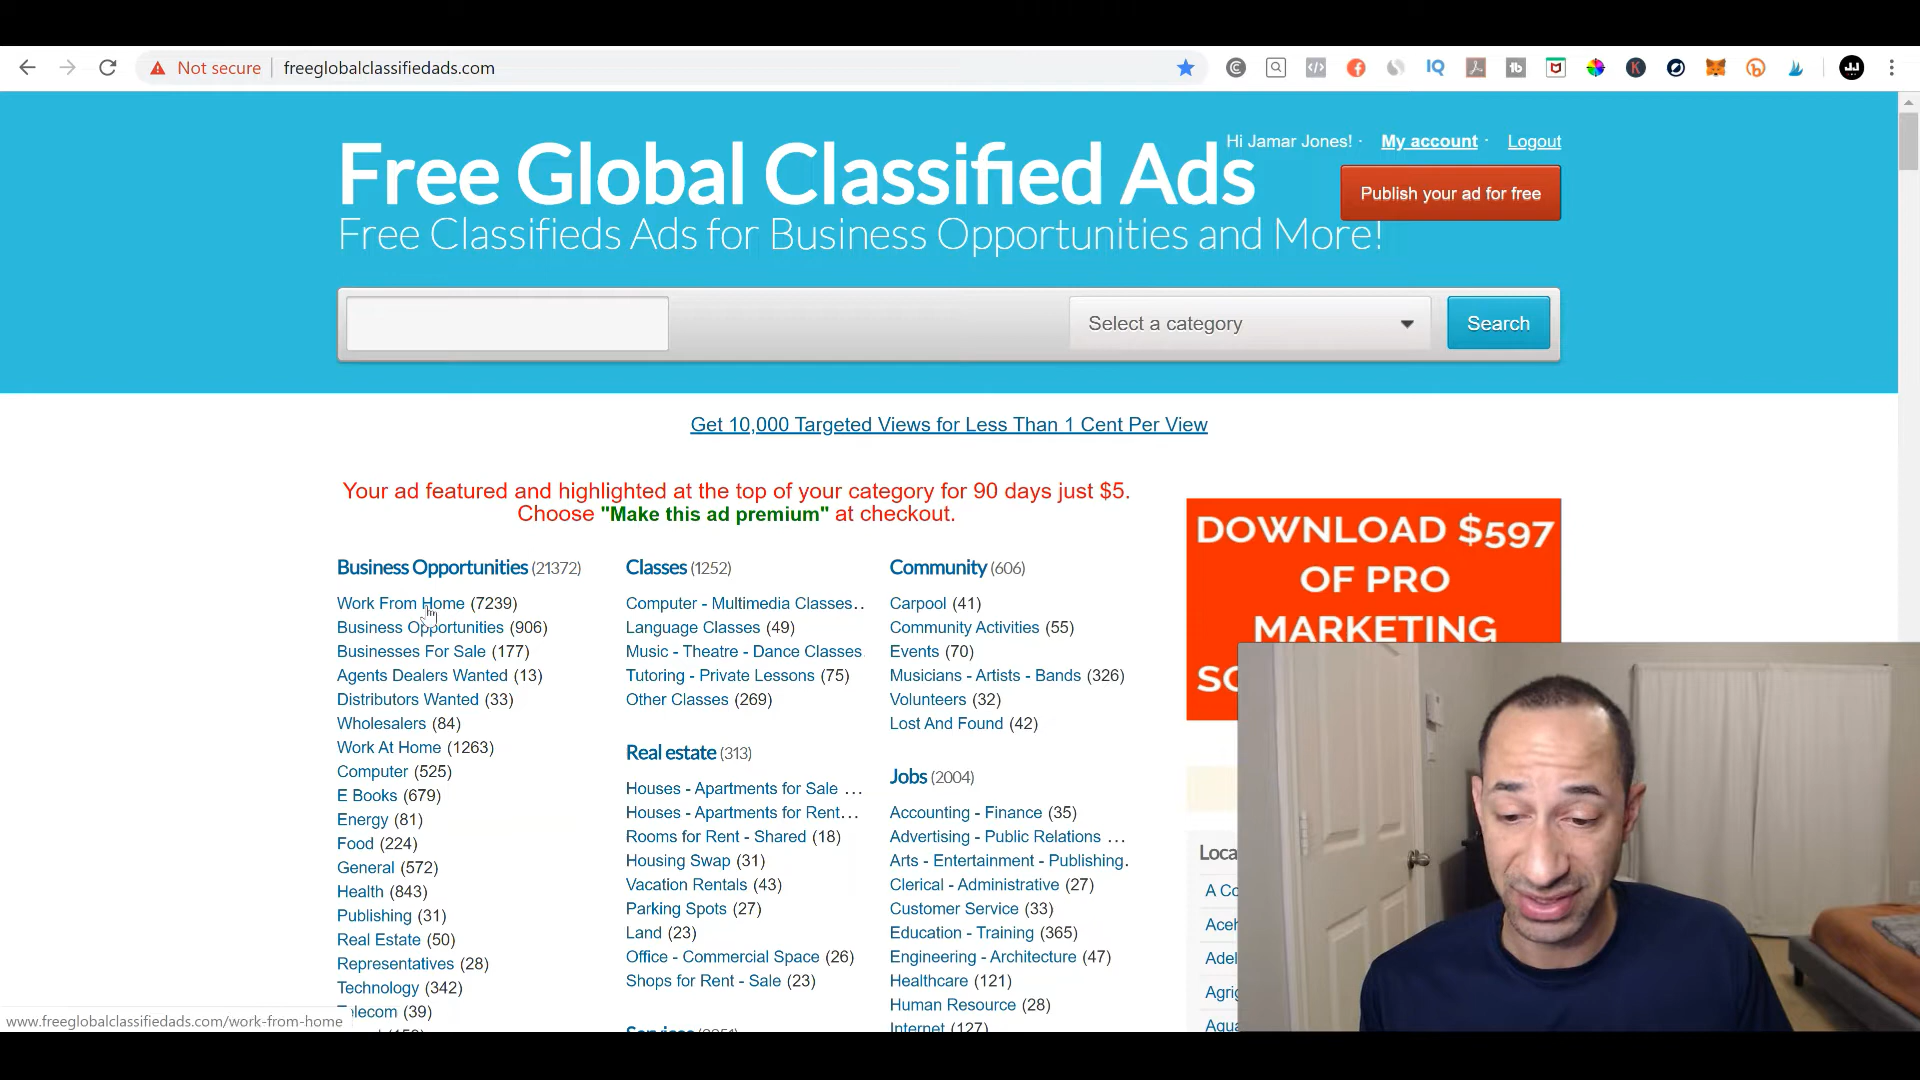 Not secure
freeglobalclassifiedads.com
Hi Jamar Jones! · My account · Logout
Free Global Classified Ads
Publish your ad for free
Free Classifieds Ads for Business Opportunities and More!
Select a category
Search
Get 10,000 Targeted Views for Less Than 1 Cent Per View
Your ad featured and highlighted at the top of your category for 90 days just $5.
Choose "Make this ad premium" at checkout.
Business Opportunities (21372)
Work From Home (7239)
Business Opportunities (906)
Businesses For Sale (177)
Agents Dealers Wanted (13)
Distributors Wanted (33)
Wholesalers (84)
Work At Home (1263)
Computer (525)
E Books (679)
Energy (81)
Food (224)
General (572)
Health (843)
Publishing (31)
Real Estate (50)
Representatives (28)
Technology (342)
Telecom (39)
Classes (1252)
Computer - Multimedia Classes…
Language Classes (49)
Music - Theatre - Dance Classes
Tutoring - Private Lessons (75)
Other Classes (269)
Real estate (313)
Houses - Apartments for Sale …
Houses - Apartments for Rent…
Rooms for Rent - Shared (18)
Housing Swap (31)
Vacation Rentals (43)
Parking Spots (27)
Land (23)
Office - Commercial Space (26)
Shops for Rent - Sale (23)
Services
Community (606)
Carpool (41)
Community Activities (55)
Events (70)
Musicians - Artists - Bands (326)
Volunteers (32)
Lost And Found (42)
Jobs (2004)
Accounting - Finance (35)
Advertising - Public Relations …
Arts - Entertainment - Publishing.
Clerical - Administrative (27)
Customer Service (33)
Education - Training (365)
Engineering - Architecture (47)
Healthcare (121)
Human Resource (28)
Internet (127)
DOWNLOAD $597
OF PRO
MARKETING
www.freeglobalclassifiedads.com/work-from-home